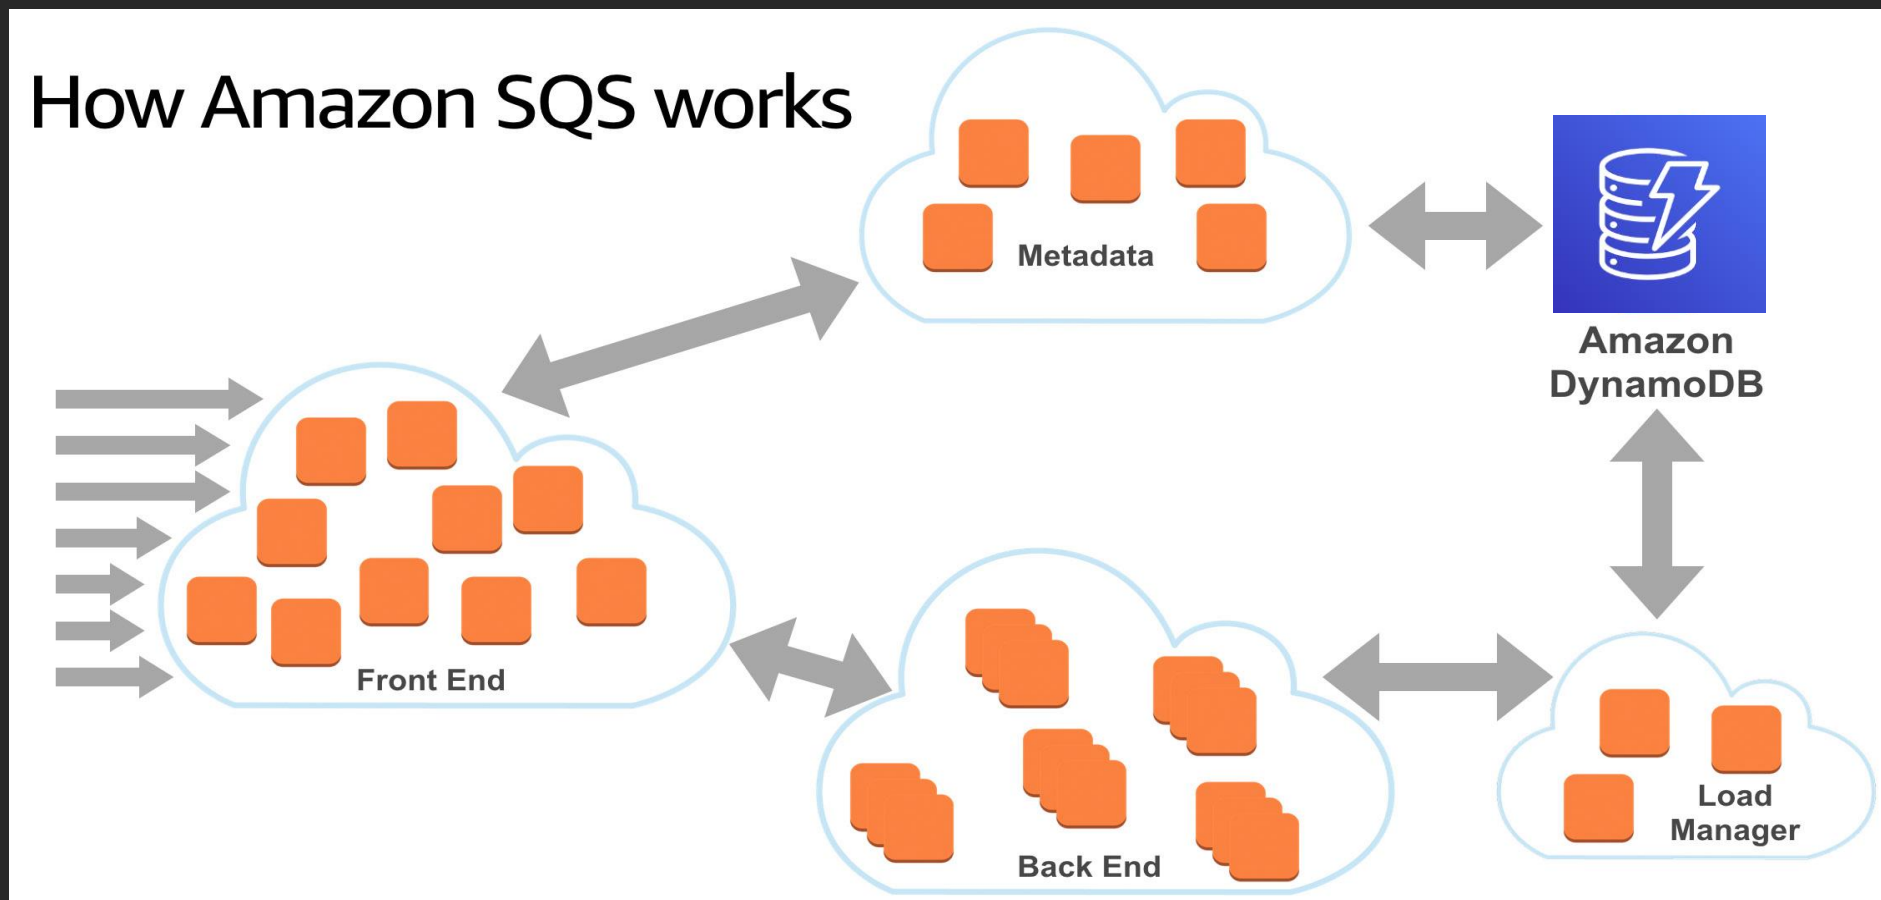 How Amazon SQS works
Metadata
Amazon
DynamoDB
Front End
Back End
Load
Manager